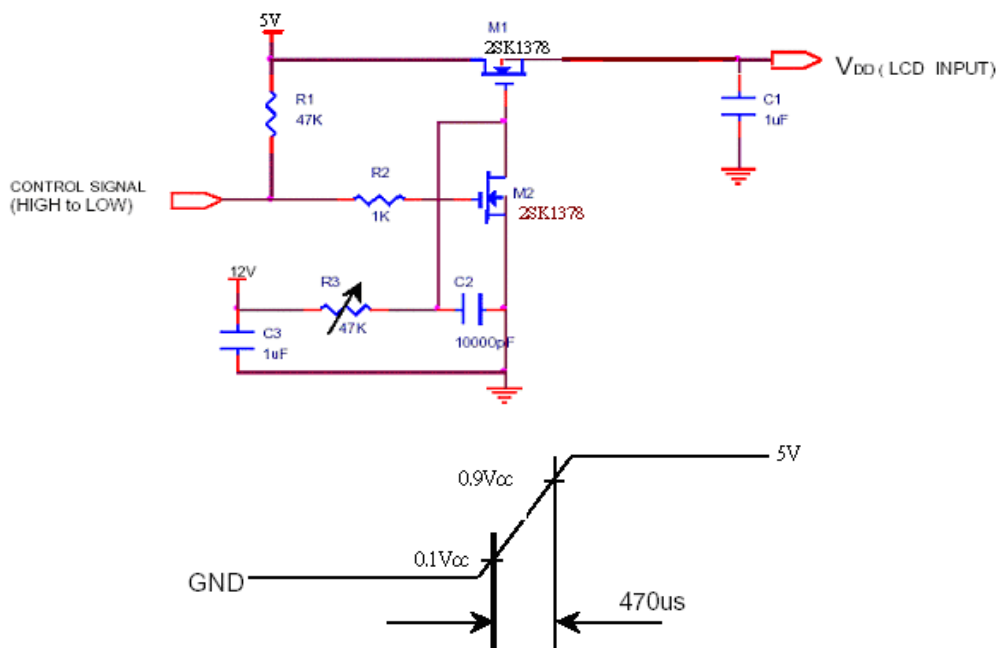 5V
M1
2SK1378
VDD ( LCD INPUT)
R1
47K
C1
1uF
CONTROL SIGNAL
(HIGH to LOW)
R2
1K
M2
2SK1378
12V
R3
47K
C2
10000pF
C3
1uF
5V
0.9Vcc
0.1Vcc
GND
470us